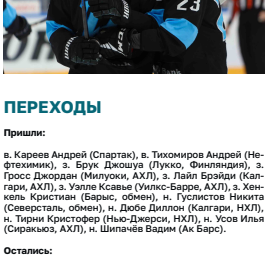 23
ПЕРЕХОДЫ
Пришли:
в. Кареев Андрей (Спартак), в. Тихомиров Андрей (Не-
фтехимик), з. Брук Джошуа (Лукко, Финляндия), з.
Гросс Джордан (Милуоки, АХЛ), з. Лайл Брэйди (Кал-
гари, АХЛ), з. Уэлле Ксавье (Уилкс-Барре, АХЛ), з. Хен-
кель Кристиан (Барыс, обмен), н. Гуслистов Никита
(Северсталь, обмен), н. Дюбе Диллон (Калгари, НХЛ),
н. Тирни Кристофер (Нью-Джерси, НХЛ), н. Усов Илья
(Сиракьюз, АХЛ), н. Шипачёв Вадим (Ак Барс).
Остались: